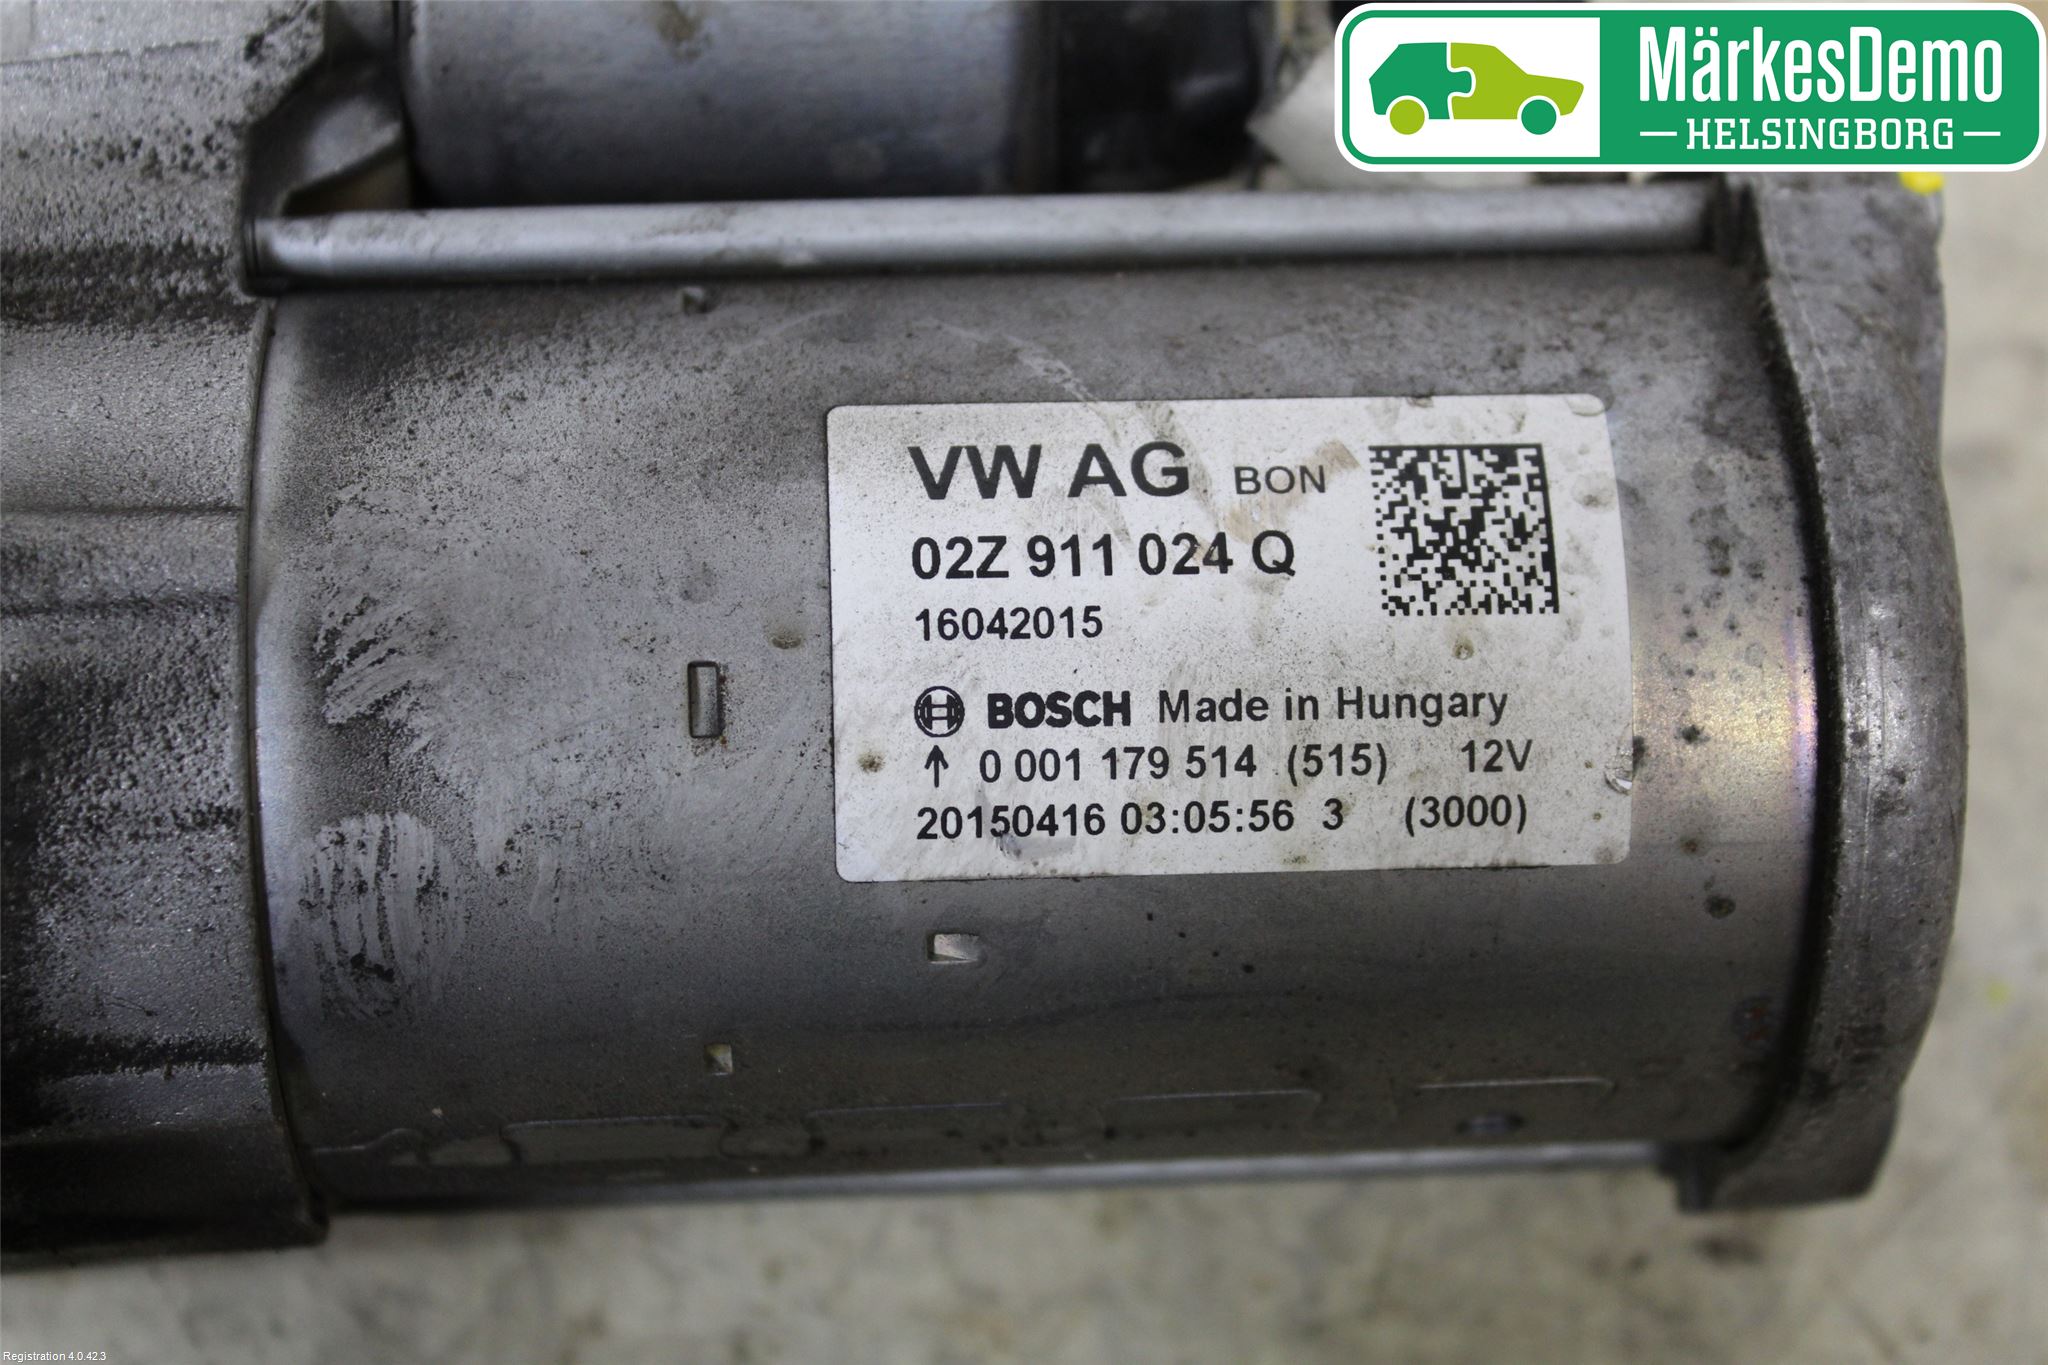 MärkesDemo
HELSINGBORG
VW AG BON
02Z 911 024 Q
16042015
BOSCH Made in Hungary
↑ 0 001 179 514 (515) 12V
20150416 03:05:56 3 (3000)
Registration 4.0.42.3